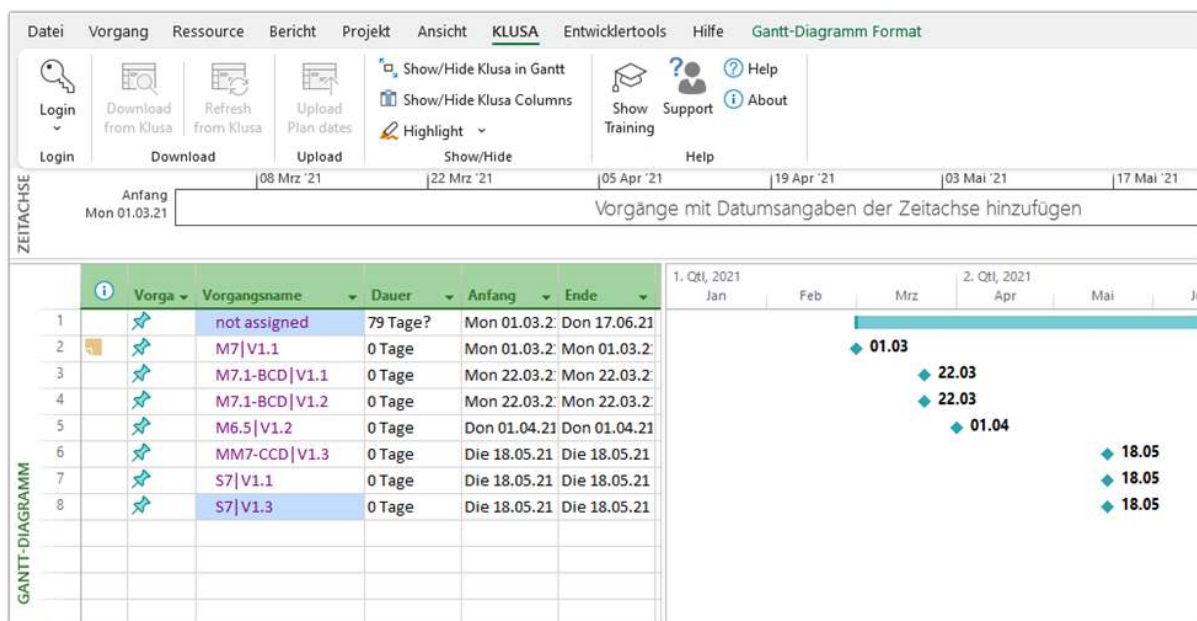 Datei Vorgang Ressource Bericht Projekt Ansicht KLUSA Entwicklertools Hilfe Gantt-Diagramm Format
Login
Download from Klusa
Refresh from Klusa
Upload Plan dates
Show/Hide Klusa in Gantt
Show/Hide Klusa Columns
Highlight
Show Training
Support
Help
About
Login Download Upload Show/Hide Help
ZEITACHSE
08 Mrz '21 22 Mrz '21 05 Apr '21 19 Apr '21 03 Mai '21 17 Mai '21
Anfang
Mon 01.03.21
Vorgänge mit Datumsangaben der Zeitachse hinzufügen
GANTT-DIAGRAMM
1. Qtl, 2021 2. Qtl, 2021
Vorga Vorgangsname Dauer Anfang Ende Jan Feb Mrz Apr Mai
1 not assigned 79 Tage? Mon 01.03.2 Don 17.06.21
2 M7|V1.1 0 Tage Mon 01.03.2 Mon 01.03.2 01.03
3 M7.1-BCD|V1.1 0 Tage Mon 22.03.2 Mon 22.03.2 22.03
4 M7.1-BCD|V1.2 0 Tage Mon 22.03.2 Mon 22.03.2 22.03
5 M6.5|V1.2 0 Tage Don 01.04.21 Don 01.04.21 01.04
6 MM7-CCD|V1.3 0 Tage Die 18.05.21 Die 18.05.21 18.05
7 S7|V1.1 0 Tage Die 18.05.21 Die 18.05.21 18.05
8 S7|V1.3 0 Tage Die 18.05.21 Die 18.05.21 18.05